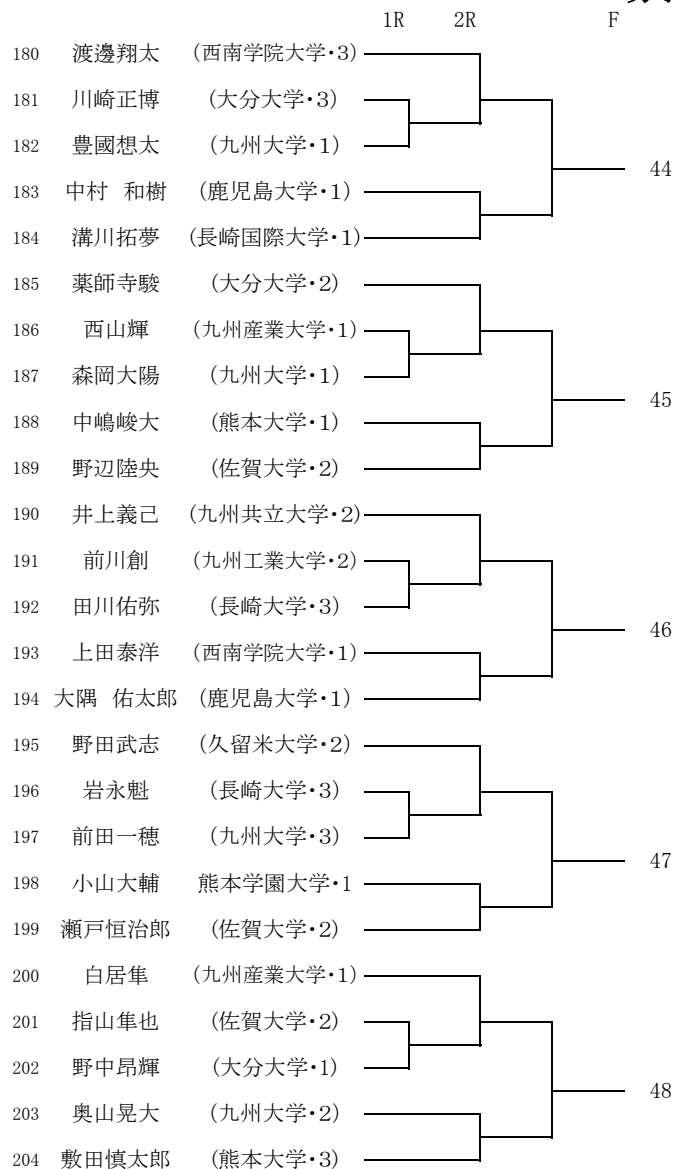 1R 2R F
180 渡邊翔太 (西南学院大学・3)
181 川崎正博 (大分大学・3)
182 豊國想太 (九州大学・1)
44
183 中村 和樹 (鹿児島大学・1)
184 溝川拓夢 (長崎国際大学・1)
185 薬師寺駿 (大分大学・2)
186 西山輝 (九州産業大学・1)
187 森岡大陽 (九州大学・1)
45
188 中嶋峻大 (熊本大学・1)
189 野辺陸央 (佐賀大学・2)
190 井上義己 (九州共立大学・2)
191 前川創 (九州工業大学・2)
192 田川佑弥 (長崎大学・3)
46
193 上田泰洋 (西南学院大学・1)
194 大隅 佑太郎 (鹿児島大学・1)
195 野田武志 (久留米大学・2)
196 岩永魁 (長崎大学・3)
197 前田一穂 (九州大学・3)
47
198 小山大輔 熊本学園大学・1
199 瀬戸恒治郎 (佐賀大学・2)
200 白居隼 (九州産業大学・1)
201 指山隼也 (佐賀大学・2)
202 野中昂輝 (大分大学・1)
48
203 奥山晃大 (九州大学・2)
204 敷田慎太郎 (熊本大学・3)